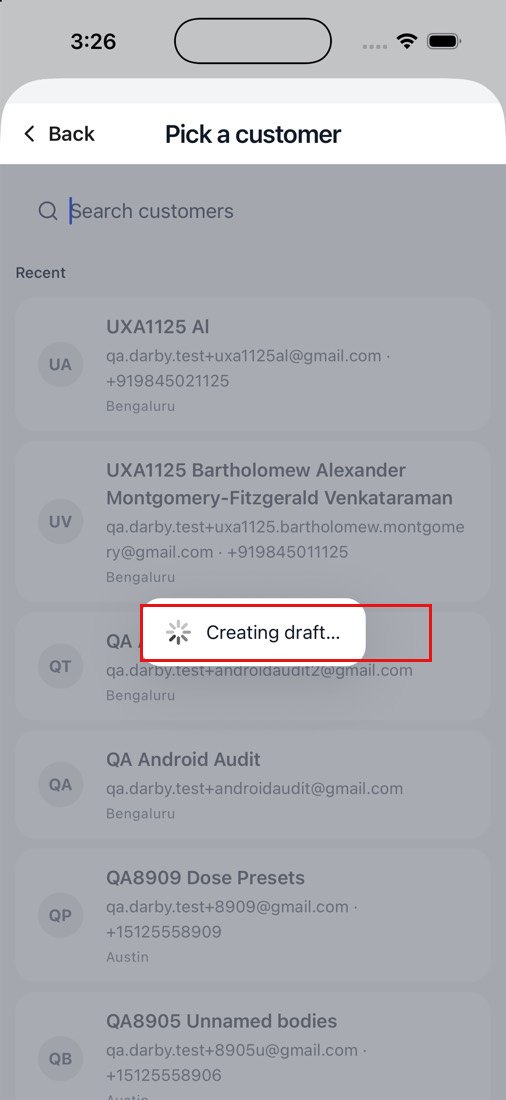 3:26
Back
Pick a customer
Search customers
Recent
UA
UXA1125 Al
qa.darby.test+uxa1125al@gmail.com ·
+919845021125
Bengaluru
UV
UXA1125 Bartholomew Alexander
Montgomery-Fitzgerald Venkataraman
qa.darby.test+uxa1125.bartholomew.montgome
ry@gmail.com · +919845011125
Bengaluru
Creating draft...
QT
QA
qa.darby.test+androidaudit2@gmail.com
Bengaluru
QA
QA Android Audit
qa.darby.test+androidaudit@gmail.com
Bengaluru
QP
QA8909 Dose Presets
qa.darby.test+8909@gmail.com ·
+15125558909
Austin
QB
QA8905 Unnamed bodies
qa.darby.test+8905u@gmail.com ·
+15125558906
Austin